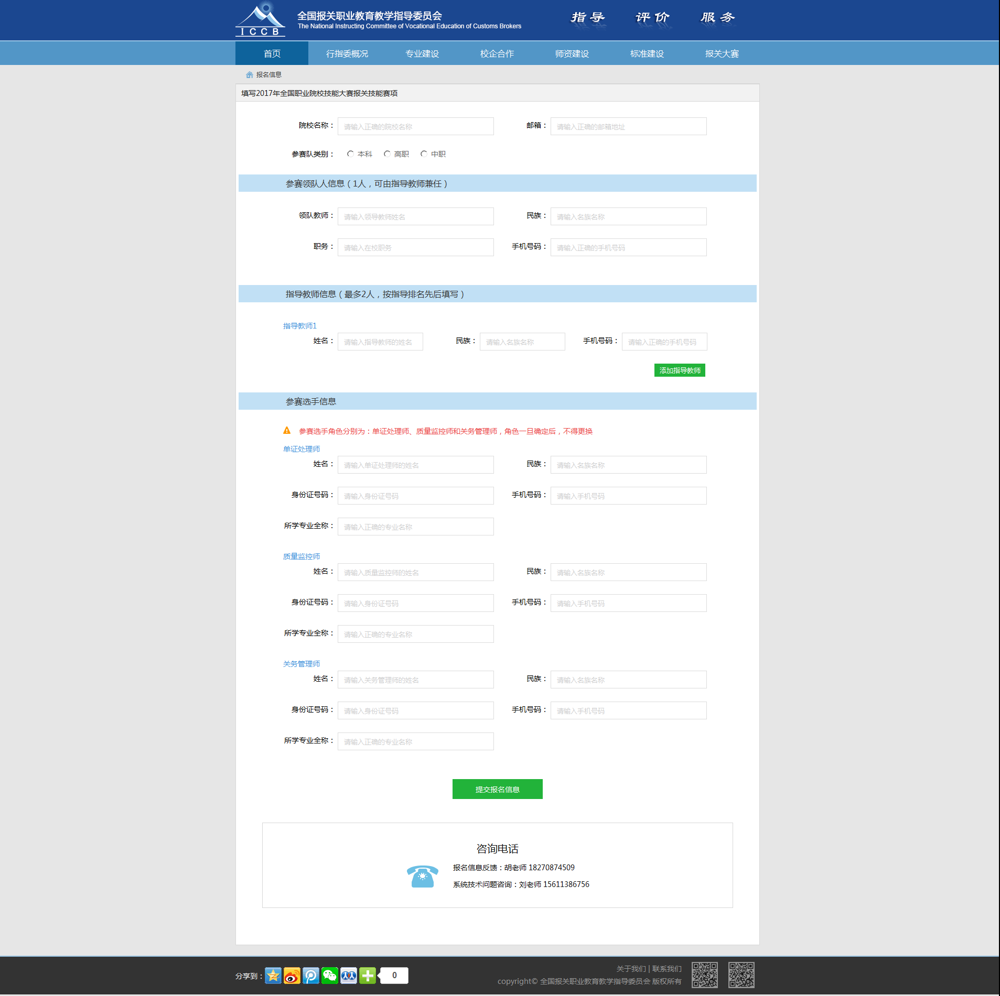 全国报关职业教育教学指导委员会
The National Instructing Committee of Vocational Education of Customs Brokers
ICCB
指导 评价 服务
首页 行指委概况 专业建设 校企合作 师资建设 标准建设 报关大赛
报名信息
填写2017年全国职业院校技能大赛报关技能赛项
院校名称： 请输入正确的院校名称 邮箱： 请输入正确的邮箱地址
参赛队类别： 本科 高职 中职
参赛领队人信息（1人，可由指导教师兼任）
领队教师： 请输入领导教师姓名 民族： 请输入名族名称
职务： 请输入在校职务 手机号码： 请输入正确的手机号码
指导教师信息（最多2人，按指导排名先后填写）
指导教师1
姓名： 请输入指导教师的姓名 民族： 请输入名族名称 手机号码： 请输入正确的手机号码
添加指导教师
参赛选手信息
参赛选手角色分别为：单证处理师、质量监控师和关务管理师，角色一旦确定后，不得更换
单证处理师
姓名： 请输入单证处理师的姓名 民族： 请输入名族名称
身份证号码： 请输入身份证号码 手机号码： 请输入手机号码
所学专业全称： 请输入正确的专业名称
质量监控师
姓名： 请输入质量监控师的姓名 民族： 请输入名族名称
身份证号码： 请输入身份证号码 手机号码： 请输入手机号码
所学专业全称： 请输入正确的专业名称
关务管理师
姓名： 请输入关务管理师的姓名 民族： 请输入名族名称
身份证号码： 请输入身份证号码 手机号码： 请输入手机号码
所学专业全称： 请输入正确的专业名称
提交报名信息
咨询电话
报名信息反馈：胡老师 18270874509
系统技术问题咨询：刘老师 15611386756
分享到： 0
关于我们 | 联系我们
copyright© 全国报关职业教育教学指导委员会 版权所有